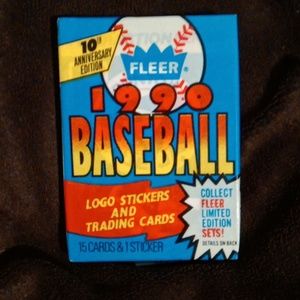 10TH
ANNIVERSARY
EDITION
FLEER
1990
BASEBALL
LOGO STICKERS
AND
TRADING CARDS
COLLECT
FLEER
LIMITED
EDITION
SETS!
DETAILS ON BACK
15 CARDS & 1 STICKER